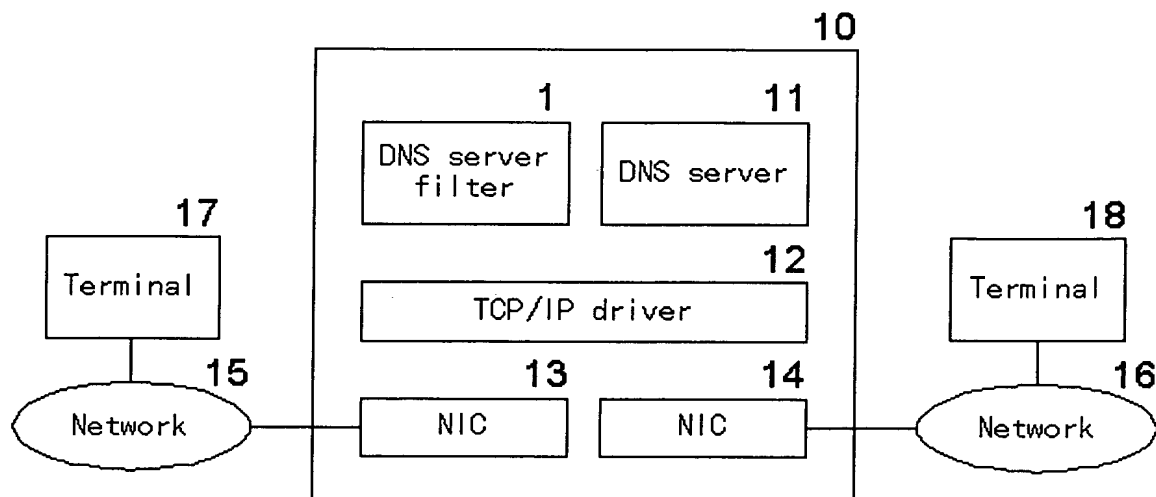 10
1
11
DNS server
filter
DNS server
17
Terminal
18
Terminal
12
TCP/IP driver
15
Network
13
NIC
14
NIC
16
Network